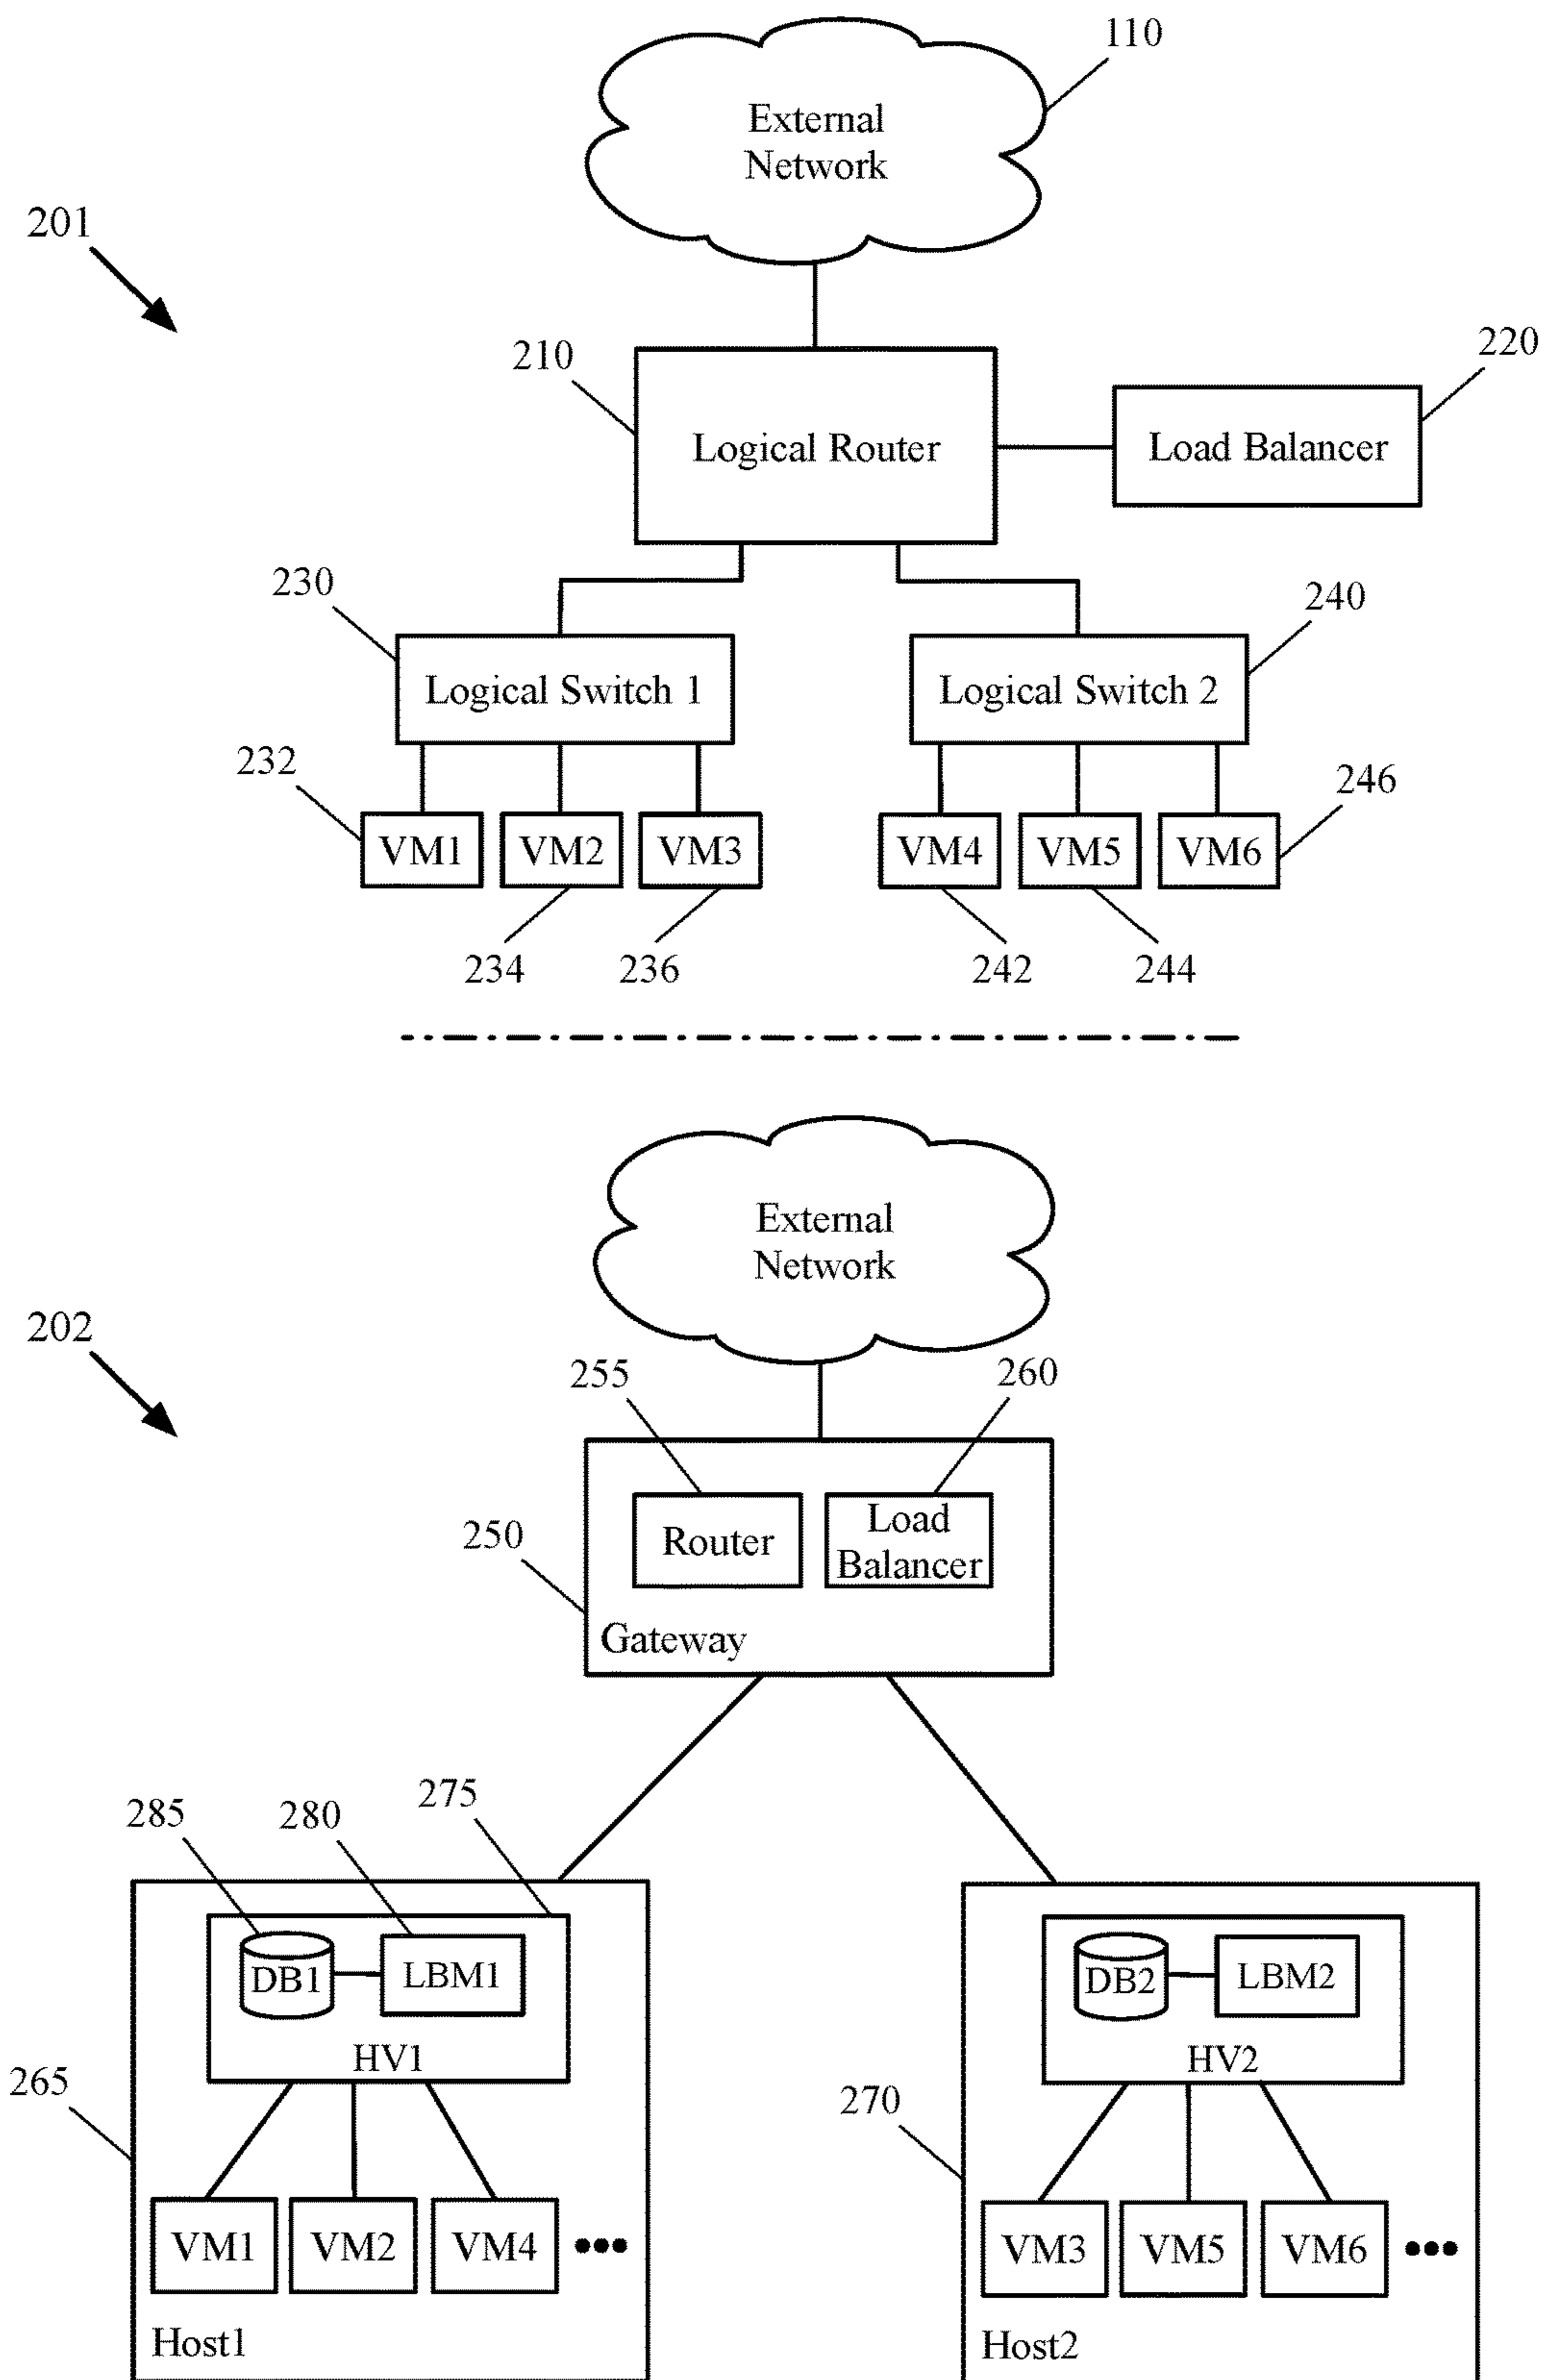 110
External
Network
201
210
220
Logical Router
Load Balancer
230
240
Logical Switch 1
Logical Switch 2
232
246
VM1
VM2
VM3
VM4
VM5
VM6
234
236
242
244
External
Network
202
255
260
250
Router
Load
Balancer
Gateway
275
285
280
DB1
LBM1
DB2
LBM2
HV1
HV2
265
270
VM1
VM2
VM4
•••
VM3
VM5
VM6
•••
Host1
Host2